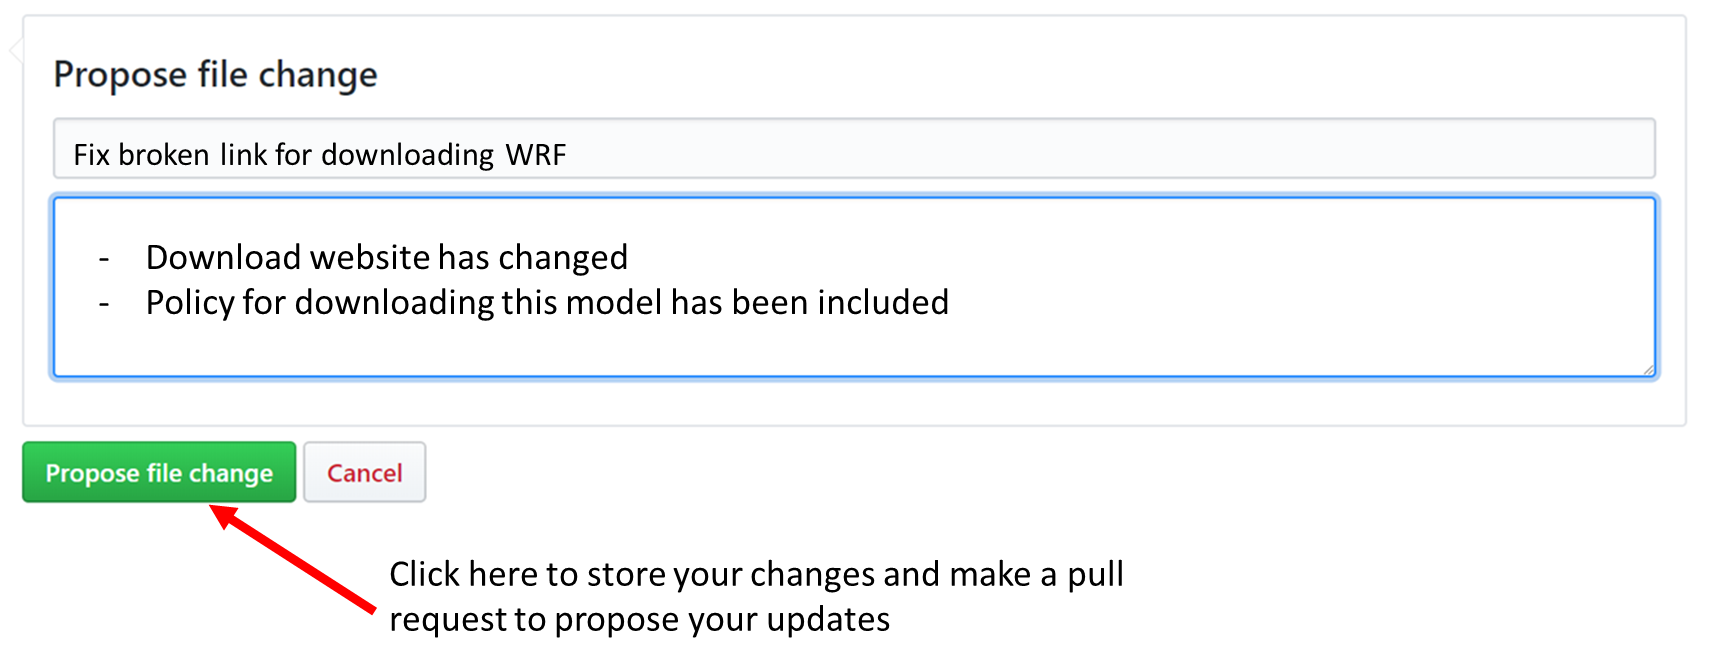 Propose file change
Fix broken link for downloading WRF
- Download website has changed
- Policy for downloading this model has been included
Propose file change
Cancel
Click here to store your changes and make a pull
request to propose your updates